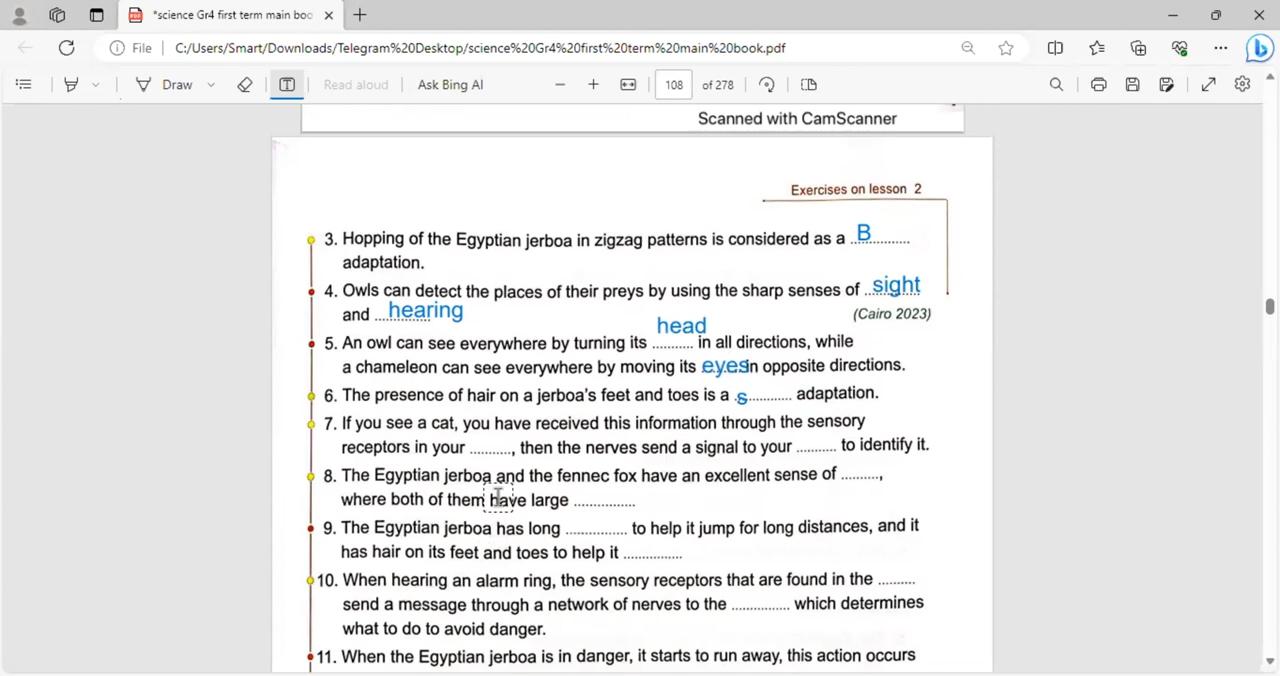 *science Gr4 first term main boo
File C:/Users/Smart/Downloads/Telegram%20Desktop/science%20Gr4%20first%20term%20main%20book.pdf
Draw Read aloud Ask Bing AI 108 of 278
Scanned with CamScanner
Exercises on lesson 2
3. Hopping of the Egyptian jerboa in zigzag patterns is considered as a ..B..........
adaptation.
4. Owls can detect the places of their preys by using the sharp senses of sight
and hearing (Cairo 2023)
5. An owl can see everywhere by turning its head in all directions, while
a chameleon can see everywhere by moving its eyes in opposite directions.
6. The presence of hair on a jerboa's feet and toes is a .s........... adaptation.
7. If you see a cat, you have received this information through the sensory
receptors in your .........., then the nerves send a signal to your .......... to identify it.
8. The Egyptian jerboa and the fennec fox have an excellent sense of ..........,
where both of them have large ...............
9. The Egyptian jerboa has long ............... to help it jump for long distances, and it
has hair on its feet and toes to help it ...............
10. When hearing an alarm ring, the sensory receptors that are found in the ..........
send a message through a network of nerves to the ............... which determines
what to do to avoid danger.
11. When the Egyptian jerboa is in danger, it starts to run away, this action occurs